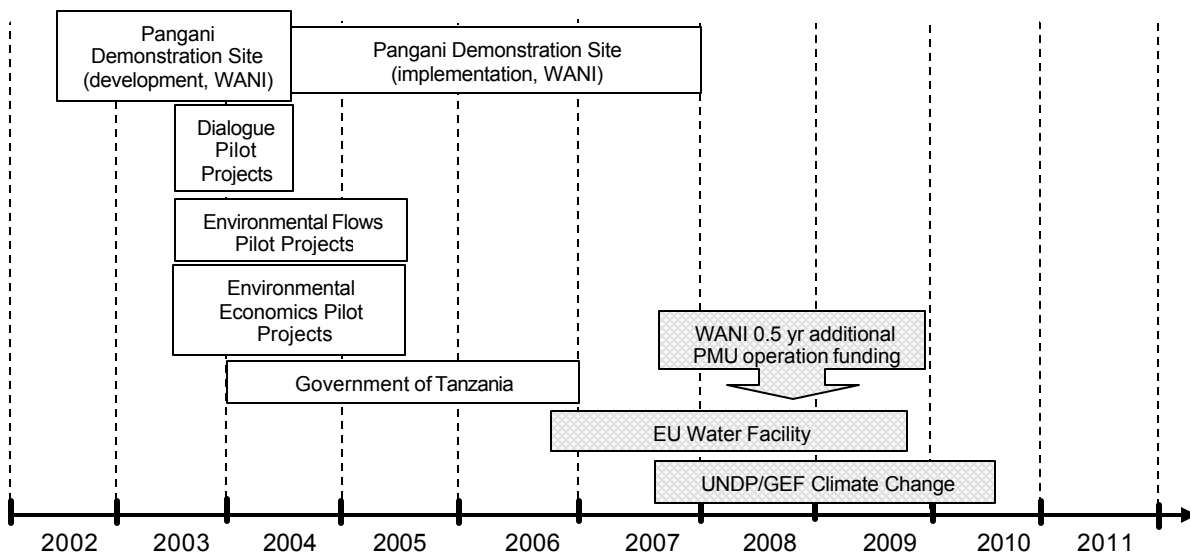 Pangani
Demonstration Site
(development, WANI)
Pangani Demonstration Site
(implementation, WANI)
Dialogue
Pilot
Projects
Environmental Flows
Pilot Projects
Environmental
Economics Pilot
Projects
WANI 0.5 yr additional
PMU operation funding
Government of Tanzania
EU Water Facility
UNDP/GEF Climate Change
2002 2003 2004 2005 2006 2007 2008 2009 2010 2011